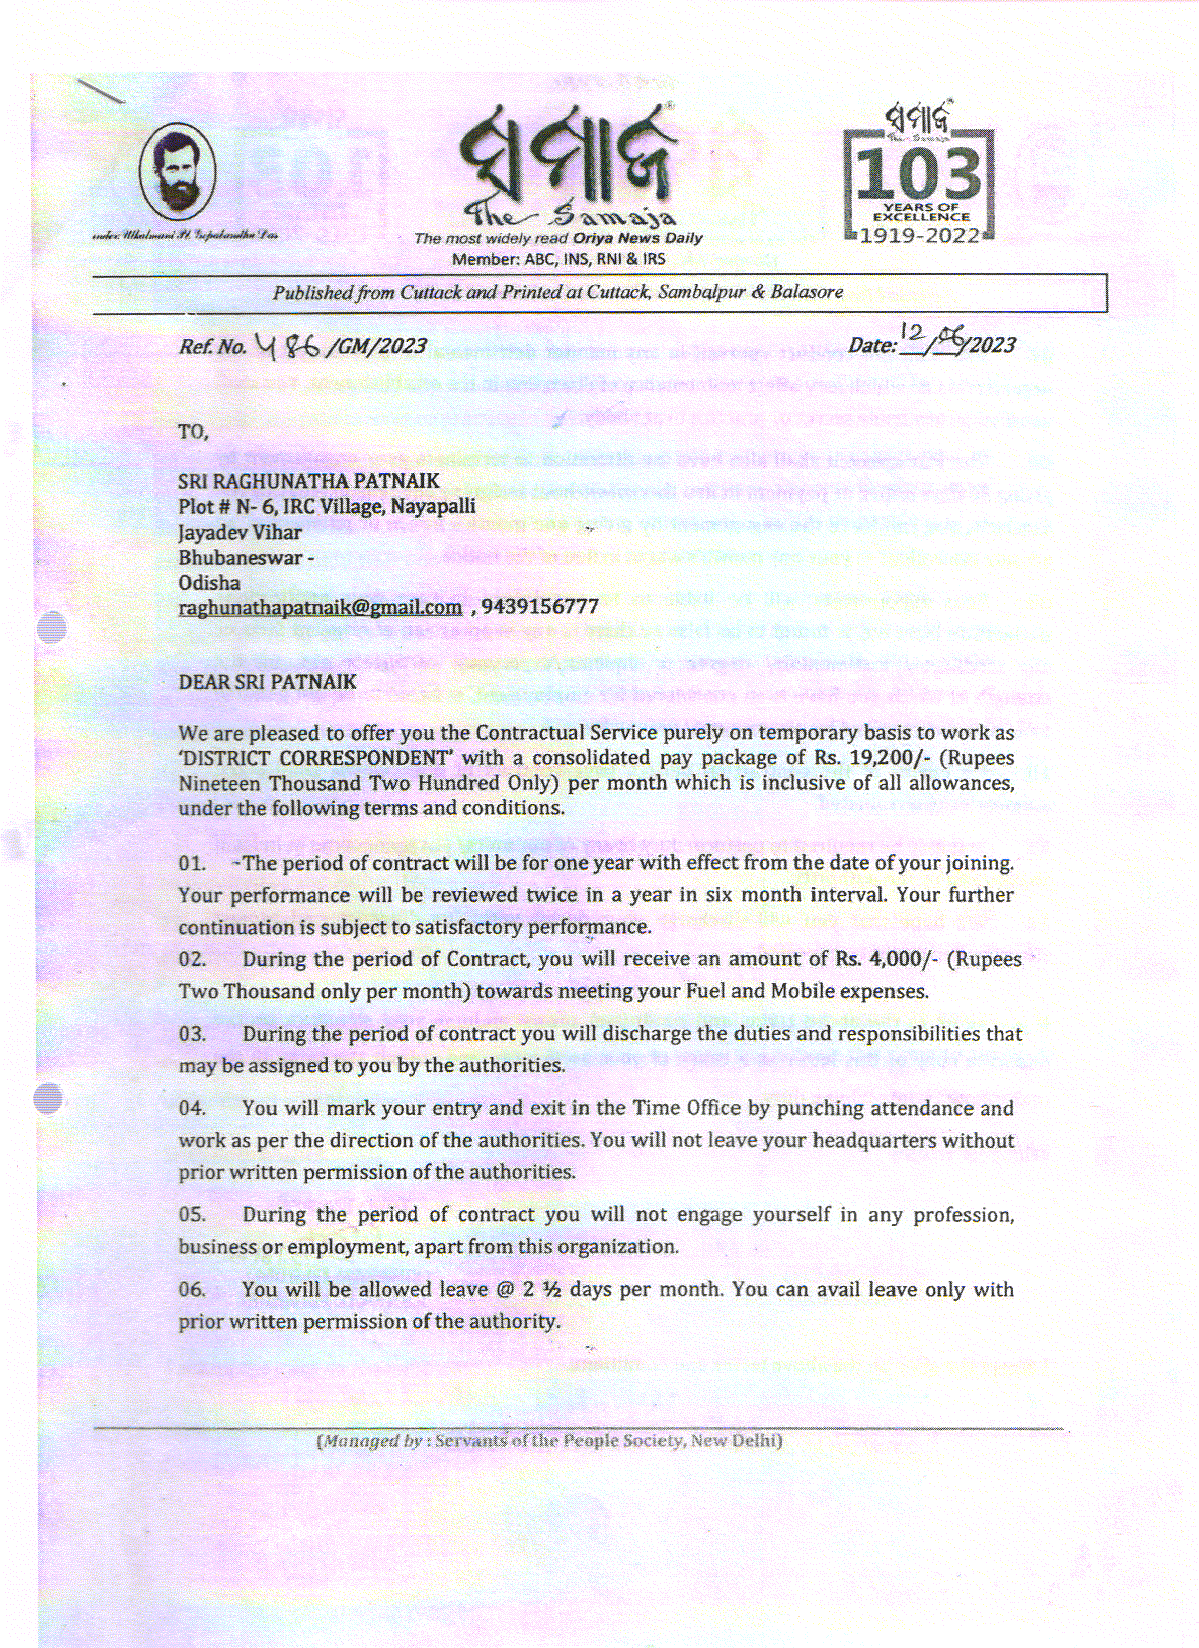 ସମାଜ
The Samaja
The most widely read Oriya News Daily
Member: ABC, INS, RNI & IRS
ସମାଜ
The Samaja
103
YEARS OF
EXCELLENCE
1919-2022
Published from Cuttack and Printed at Cuttack, Sambalpur & Balasore
Ref. No. 486/GM/2023
Date: 12/06/2023
TO,
SRI RAGHUNATHA PATNAIK
Plot # N- 6, IRC Village, Nayapalli
Jayadev Vihar
Bhubaneswar -
Odisha
raghunathapatnaik@gmail.com , 9439156777
DEAR SRI PATNAIK
We are pleased to offer you the Contractual Service purely on temporary basis to work as
‘DISTRICT CORRESPONDENT’ with a consolidated pay package of Rs. 19,200/- (Rupees
Nineteen Thousand Two Hundred Only) per month which is inclusive of all allowances,
under the following terms and conditions.
01. -The period of contract will be for one year with effect from the date of your joining.
Your performance will be reviewed twice in a year in six month interval. Your further
continuation is subject to satisfactory performance.
02. During the period of Contract, you will receive an amount of Rs. 4,000/- (Rupees
Two Thousand only per month) towards meeting your Fuel and Mobile expenses.
03. During the period of contract you will discharge the duties and responsibilities that
may be assigned to you by the authorities.
04. You will mark your entry and exit in the Time Office by punching attendance and
work as per the direction of the authorities. You will not leave your headquarters without
prior written permission of the authorities.
05. During the period of contract you will not engage yourself in any profession,
business or employment, apart from this organization.
06. You will be allowed leave @ 2 ½ days per month. You can avail leave only with
prior written permission of the authority.
(Managed by : Servants of the People Society, New Delhi)